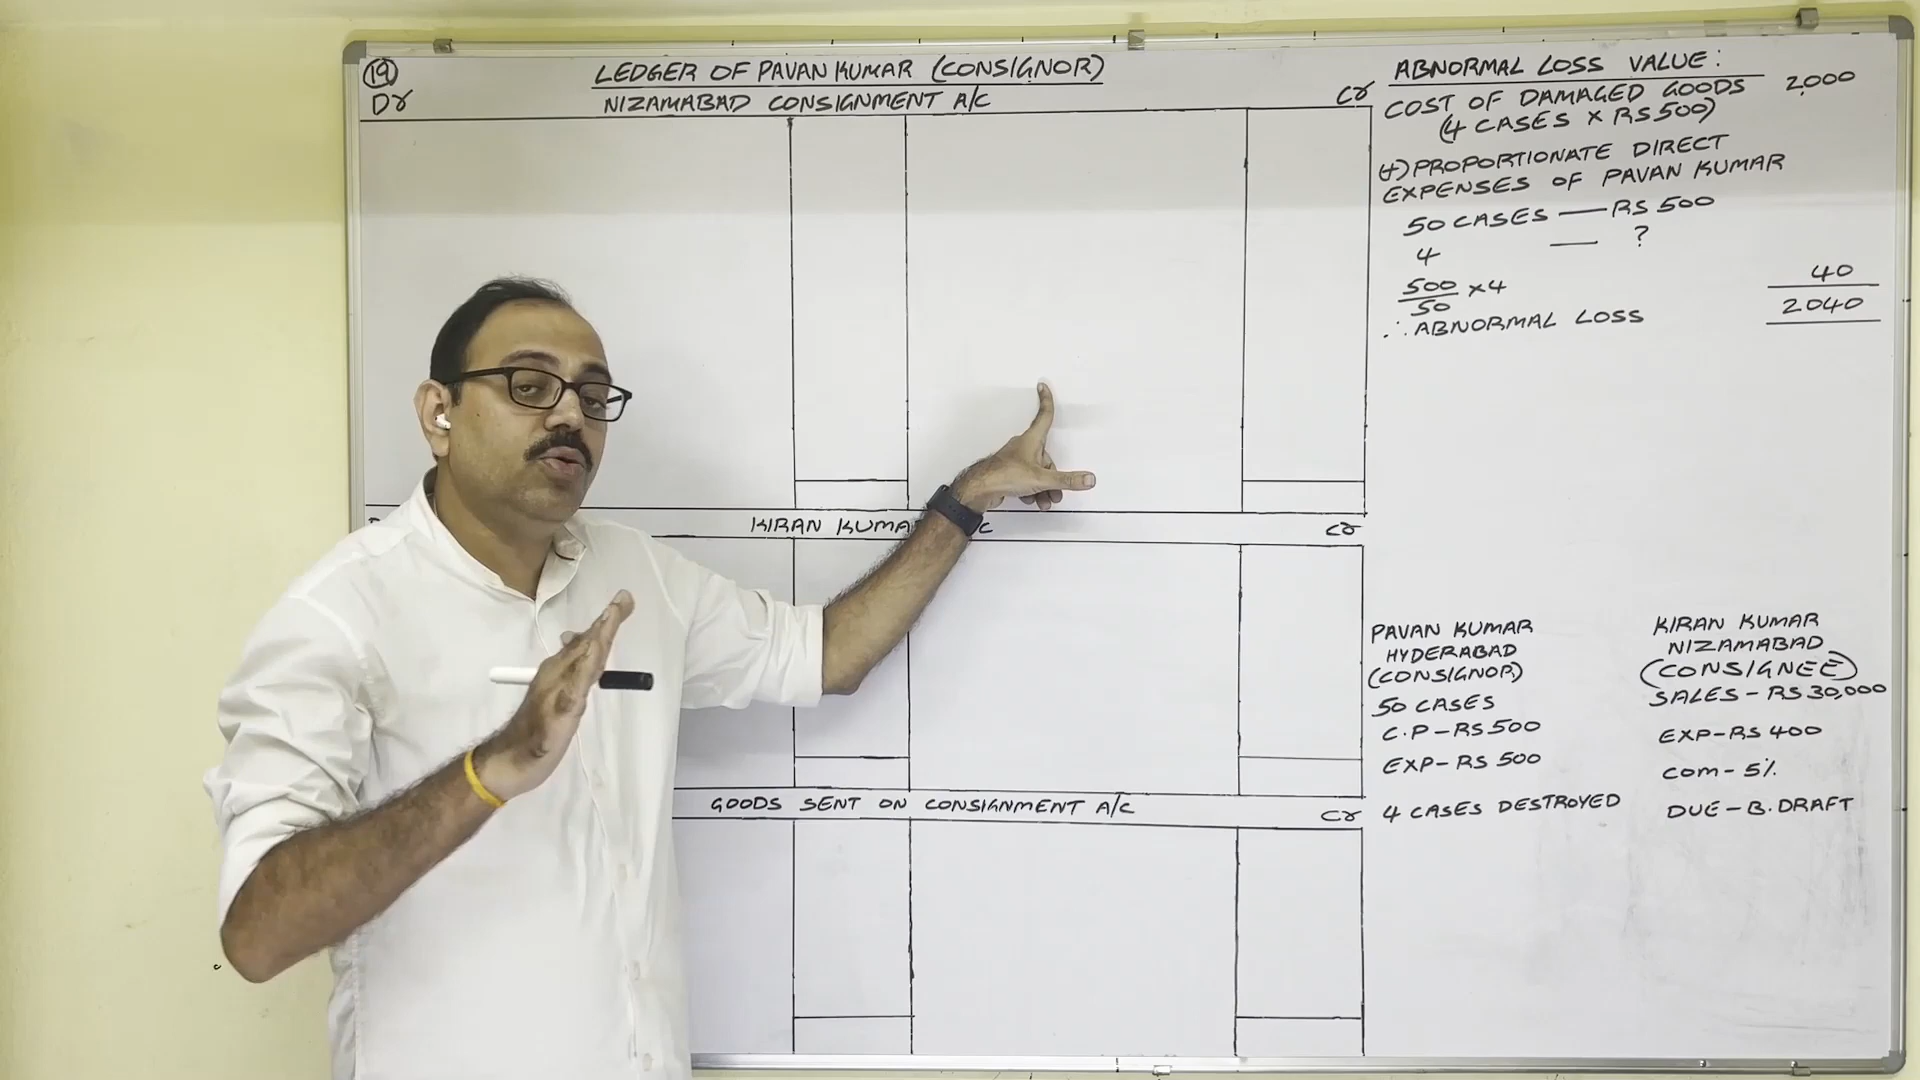 19
LEDGER OF PAVAN KUMAR (CONSIGNOR)
Dr
NIZAMABAD CONSIGNMENT A/C
Cr
KIRAN KUMA
Cr
GOODS SENT ON CONSIGNMENT A/C
Cr
ABNORMAL LOSS VALUE:
COST OF DAMAGED GOODS 2,000
(4 CASES × RS 500)
(+) PROPORTIONATE DIRECT
EXPENSES OF PAVAN KUMAR
50 CASES — RS 500
4 — ?
500/50 ×4 40
∴ ABNORMAL LOSS 2040
PAVAN KUMAR
HYDERABAD
(CONSIGNOR)
50 CASES
C.P - RS 500
EXP - RS 500
4 CASES DESTROYED
KIRAN KUMAR
NIZAMABAD
(CONSIGNEE)
SALES - RS 30,000
EXP - RS 400
COM - 5%
DUE - B.DRAFT